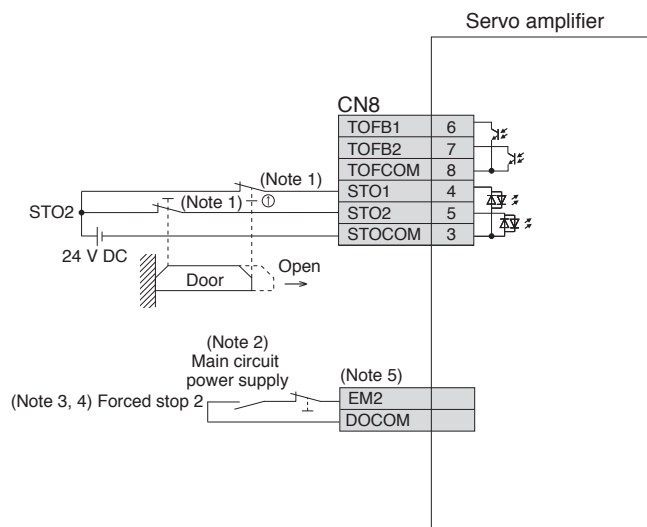 Servo amplifier
CN8
TOFB1 6
TOFB2 7
TOFCOM 8
STO1 4
STO2 5
STOCOM 3
(Note 1)
(Note 1)
STO2
24 V DC
Door
Open
(Note 2)
Main circuit
power supply
(Note 3, 4) Forced stop 2
(Note 5)
EM2
DOCOM